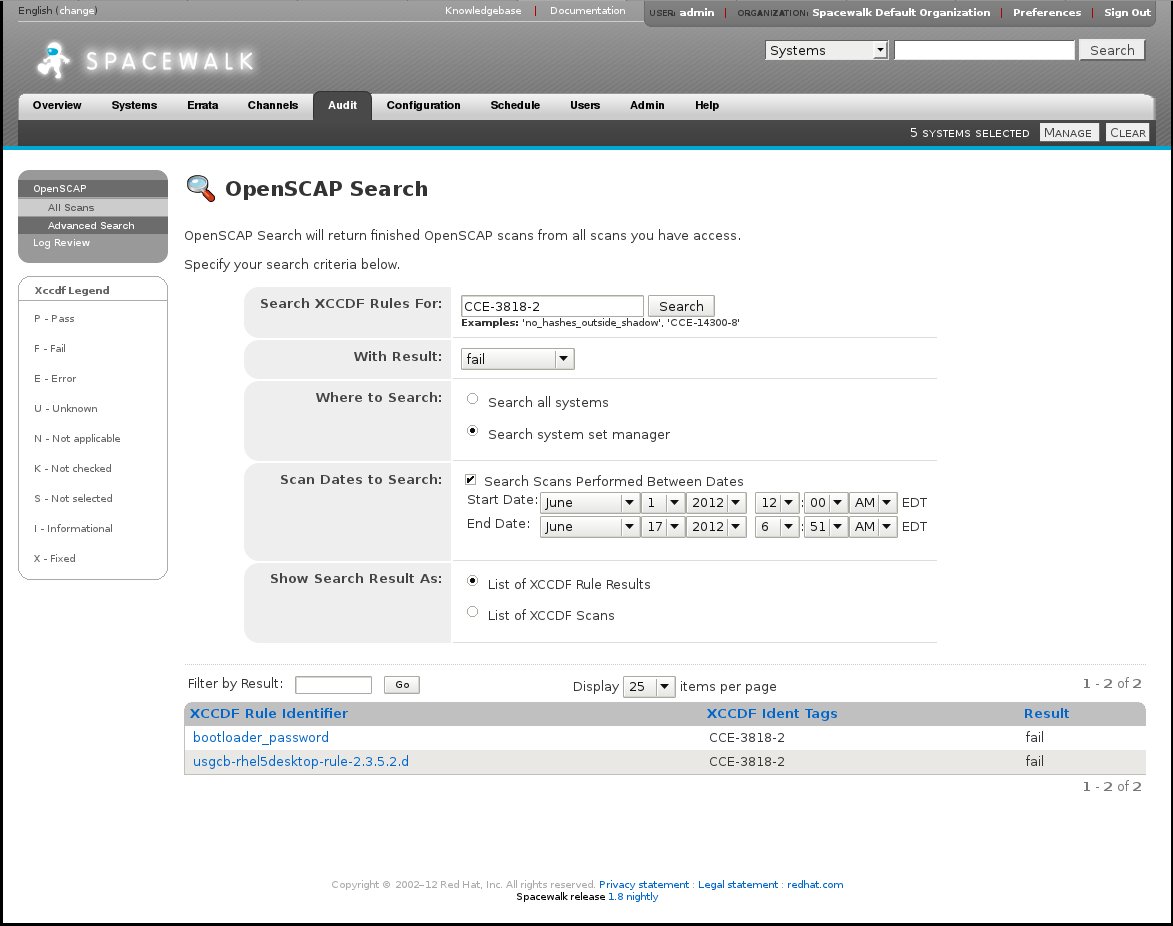 English (change)
Knowledgebase | Documentation
USER: admin | ORGANIZATION: Spacewalk Default Organization | Preferences | Sign Out
SPACEWALK
Systems
Search
Overview Systems Errata Channels Audit Configuration Schedule Users Admin Help
5 SYSTEMS SELECTED MANAGE CLEAR
OpenSCAP
All Scans
Advanced Search
Log Review
Xccdf Legend
P - Pass
F - Fail
E - Error
U - Unknown
N - Not applicable
K - Not checked
S - Not selected
I - Informational
X - Fixed
OpenSCAP Search
OpenSCAP Search will return finished OpenSCAP scans from all scans you have access.
Specify your search criteria below.
Search XCCDF Rules For: CCE-3818-2 Search
Examples: 'no_hashes_outside_shadow', 'CCE-14300-8'
With Result: fail
Where to Search: Search all systems
Search system set manager
Scan Dates to Search: Search Scans Performed Between Dates
Start Date: June 1 2012 12 : 00 AM EDT
End Date: June 17 2012 6 : 51 AM EDT
Show Search Result As: List of XCCDF Rule Results
List of XCCDF Scans
Filter by Result: Go Display 25 items per page 1 - 2 of 2
XCCDF Rule Identifier XCCDF Ident Tags Result
bootloader_password CCE-3818-2 fail
usgcb-rhel5desktop-rule-2.3.5.2.d CCE-3818-2 fail
1 - 2 of 2
Copyright © 2002–12 Red Hat, Inc. All rights reserved. Privacy statement : Legal statement : redhat.com
Spacewalk release 1.8 nightly